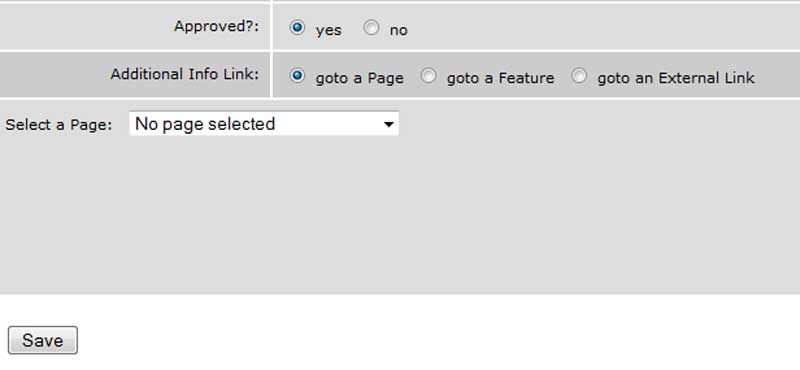 Approved?: yes no
Additional Info Link: goto a Page goto a Feature goto an External Link
Select a Page: No page selected
Save